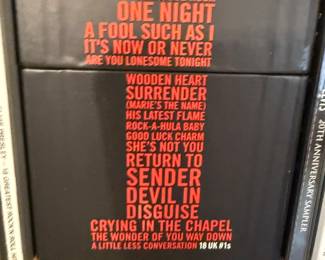 ONE NIGHT
A FOOL SUCH AS I
IT'S NOW OR NEVER
ARE YOU LONESOME TONIGHT
WOODEN HEART
SURRENDER
(MARIE'S THE NAME)
HIS LATEST FLAME
ROCK-A-HULA BABY
GOOD LUCK CHARM
SHE'S NOT YOU
RETURN TO
SENDER
DEVIL IN
DISGUISE
CRYING IN THE CHAPEL
THE WONDER OF YOU WAY DOWN
A LITTLE LESS CONVERSATION 18 UK #1s
20TH ANNIVERSARY SAMPLER